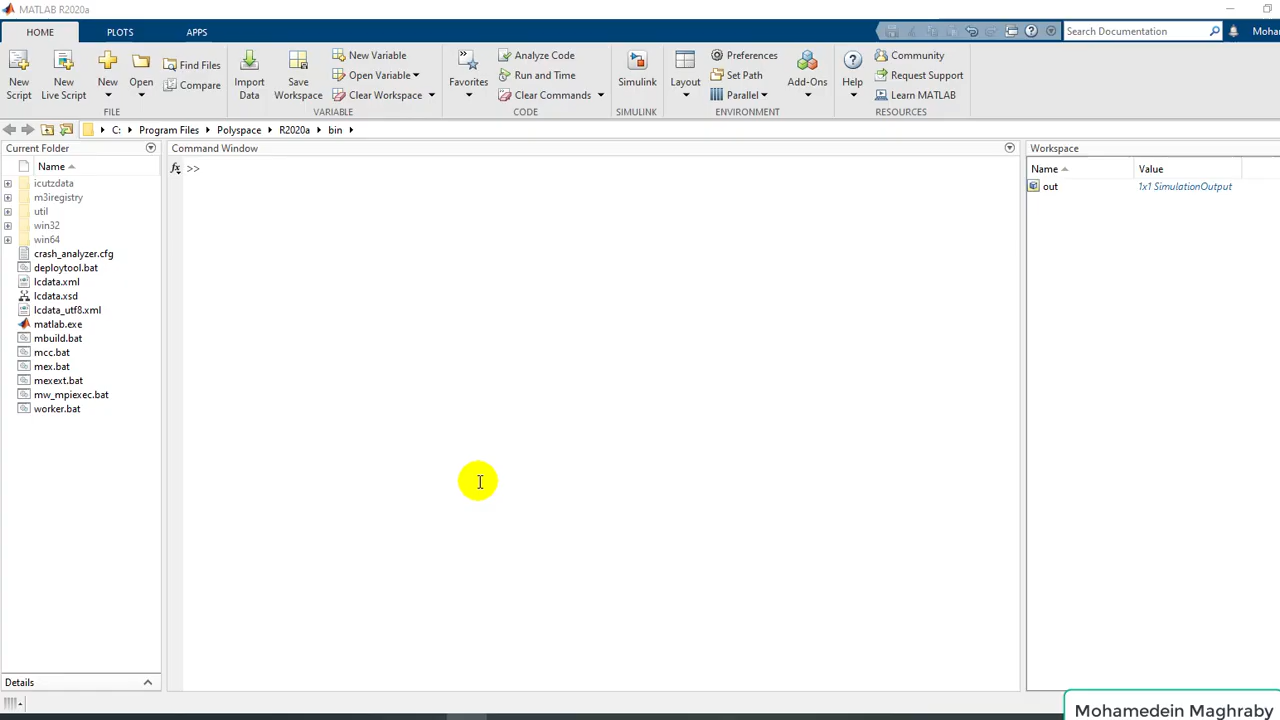 MATLAB R2020a
HOME PLOTS APPS
Search Documentation
New Script
New Live Script
New
Open
Find Files
Compare
FILE
Import Data
Save Workspace
New Variable
Open Variable
Clear Workspace
VARIABLE
Favorites
Analyze Code
Run and Time
Clear Commands
CODE
Simulink
SIMULINK
Layout
Preferences
Set Path
Parallel
Add-Ons
ENVIRONMENT
Help
Community
Request Support
Learn MATLAB
RESOURCES
C: Program Files Polyspace R2020a bin
Current Folder
Name
icutzdata
m3iregistry
util
win32
win64
crash_analyzer.cfg
deploytool.bat
lcdata.xml
lcdata.xsd
lcdata_utf8.xml
matlab.exe
mbuild.bat
mcc.bat
mex.bat
mexext.bat
mw_mpiexec.bat
worker.bat
Details
Command Window
fx >>
Workspace
Name Value
out 1x1 SimulationOutput
Mohamedein Maghraby